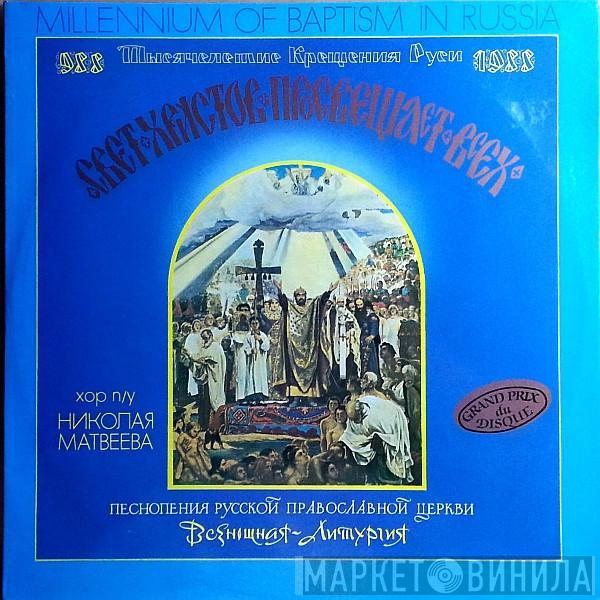 MILLENNIUM OF BAPTISM IN RUSSIA
988 Тысячелетие Крещения Руси 1988
СВЕТ·ХРИСТОВ·ПРОСВЕЩАЕТ·ВСЕХ
хор п/у
НИКОЛАЯ
МАТВЕЕВА
GRAND PRIX
du
DISQUE
ПЕСНОПЕНИЯ РУССКОЙ ПРАВОСЛАВНОЙ ЦЕРКВИ
Всенощная-Литургия
МАРКЕТ ВИНИЛА